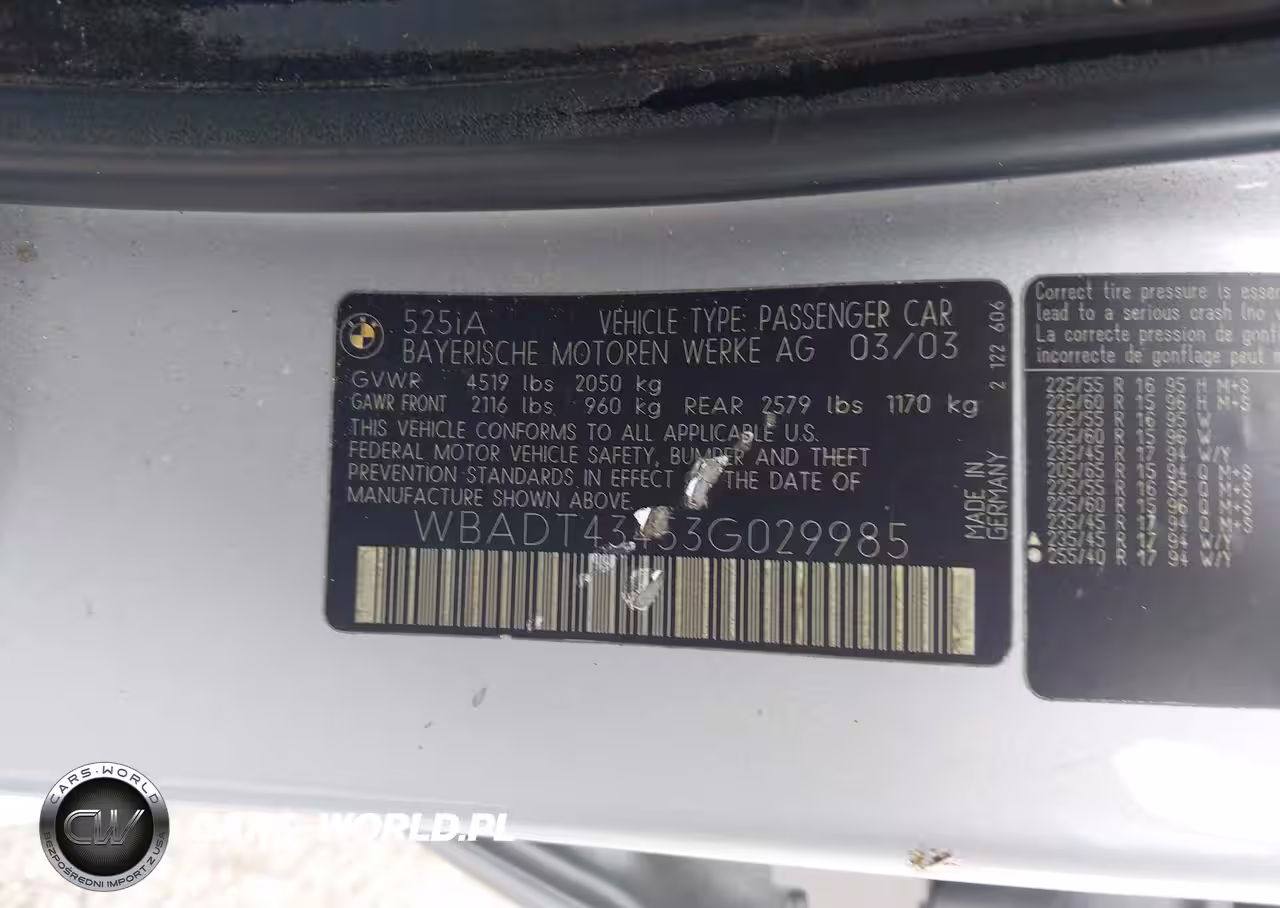 525iA VEHICLE TYPE: PASSENGER CAR
BAYERISCHE MOTOREN WERKE AG 03/03
GVWR 4519 lbs 2050 kg
GAWR FRONT 2116 lbs 960 kg REAR 2579 lbs 1170 kg
THIS VEHICLE CONFORMS TO ALL APPLICABLE U.S.
FEDERAL MOTOR VEHICLE SAFETY, BUMPER AND THEFT
PREVENTION STANDARDS IN EFFECT THE DATE OF
MANUFACTURE SHOWN ABOVE.
WBADT43453G029985
2 122 606
MADE IN
GERMANY
Correct tire pressure is
lead to a serious crash (no
La correcte pression de
incorrecte de gonflage peut
225/55 R 16 95 H M+S
225/60 R 15 96 H M+S
225/55 R 16 95 W
225/60 R 15 96 W
235/45 R 17 94 W/Y
205/65 R 15 94 Q M+S
225/55 R 16 95 Q M+S
225/60 R 15 96 Q M+S
235/45 R 17 94 Q M+S
235/45 R 17 94 W/Y
255/40 R 17 94 W/Y
CARS-WORLD
CW
BEZPOŚREDNI IMPORT Z USA
CARS-WORLD.PL